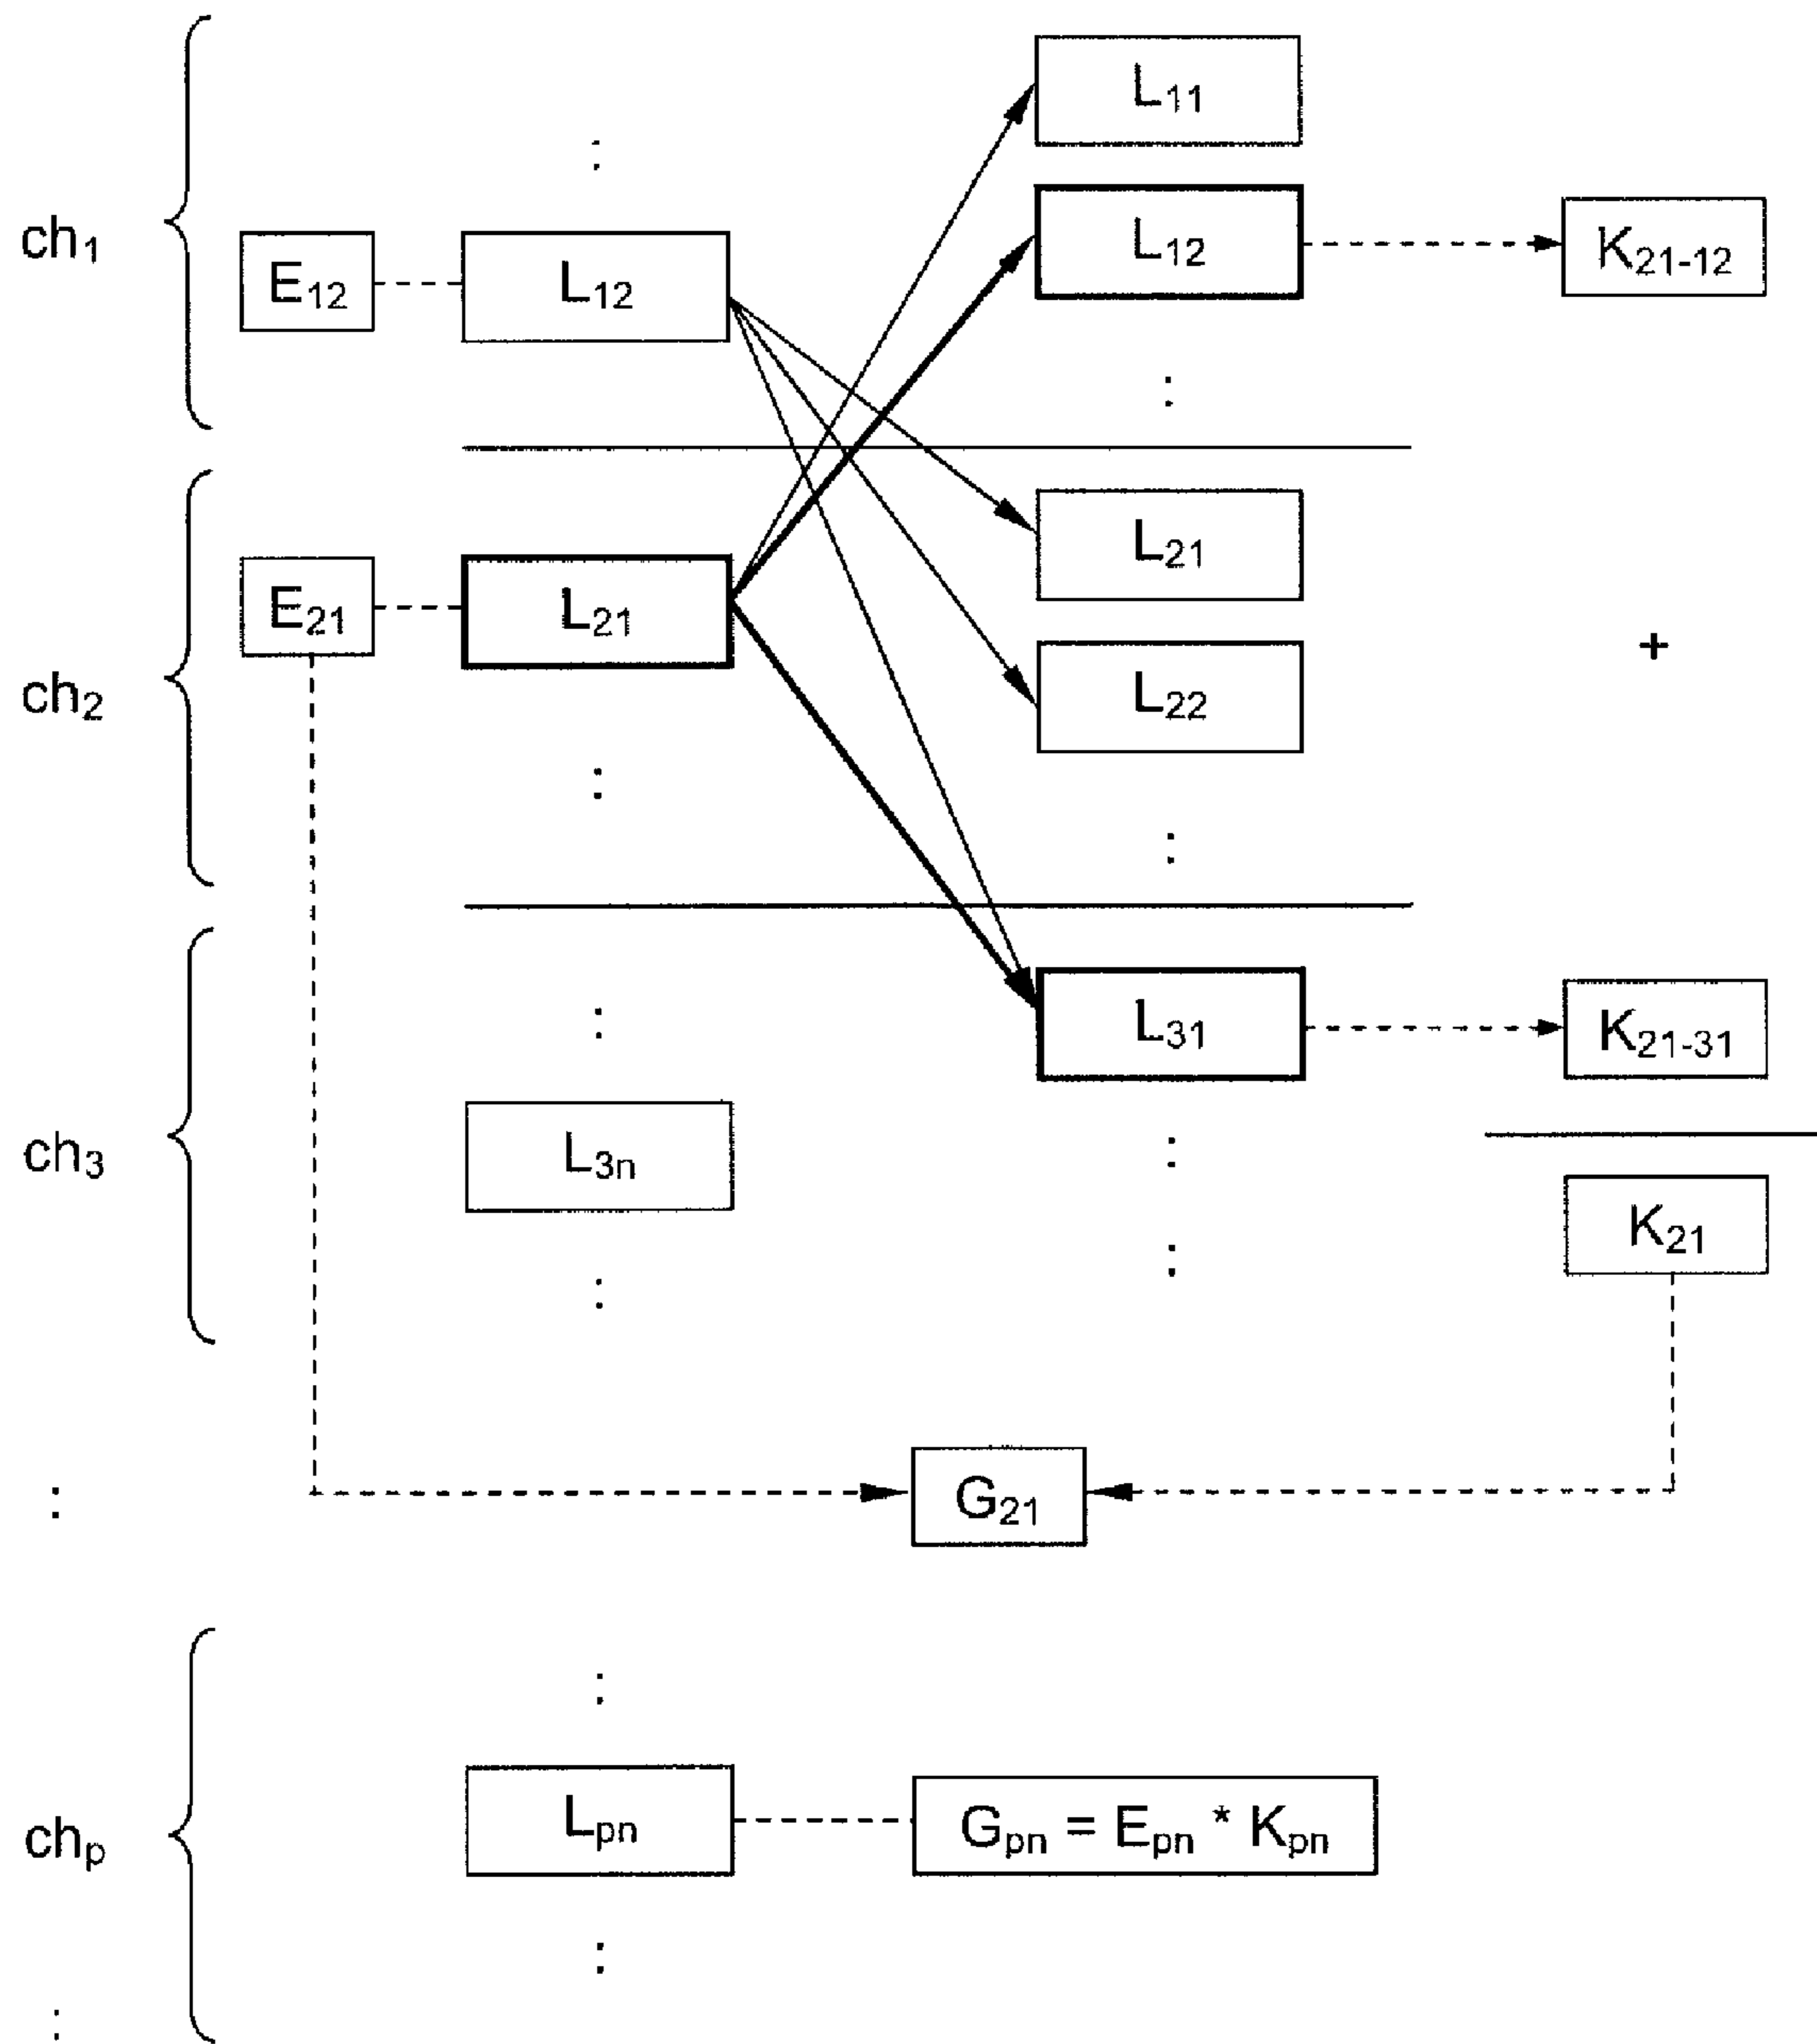 L₁₁
ch₁ E₁₂ L₁₂ L₁₂ K₂₁₋₁₂
L₂₁
E₂₁ L₂₁ +
ch₂ L₂₂
L₃₁ K₂₁₋₃₁
ch₃ L₃ₙ
K₂₁
G₂₁
chₚ Lₚₙ Gₚₙ = Eₚₙ * Kₚₙ